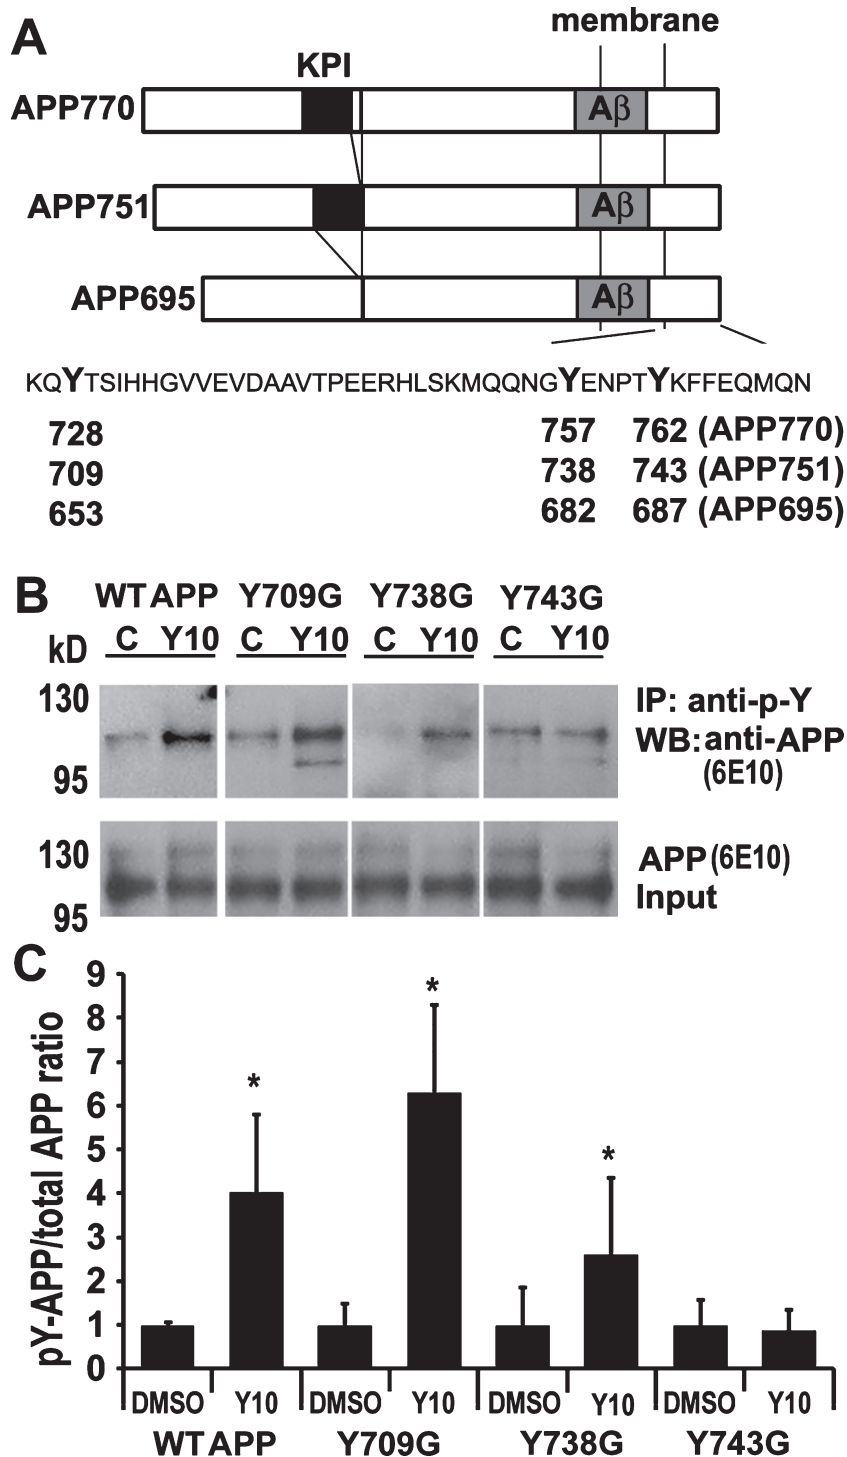 A
membrane
KPI
APP770
Aβ
APP751
Aβ
APP695
Aβ
KQYTSIHHGVVEVDAAVTPEERHLSKMQQNGYENPTYKFFEQMQN
728 757 762 (APP770)
709 738 743 (APP751)
653 682 687 (APP695)
B
WT APP Y709G Y738G Y743G
kD C Y10 C Y10 C Y10 C Y10
130
95
IP: anti-p-Y
WB: anti-APP
(6E10)
130
95
APP (6E10)
Input
C
pY-APP/total APP ratio
9
8
7
6
5
4
3
2
1
0
* * *
DMSO Y10 DMSO Y10 DMSO Y10 DMSO Y10
WT APP Y709G Y738G Y743G